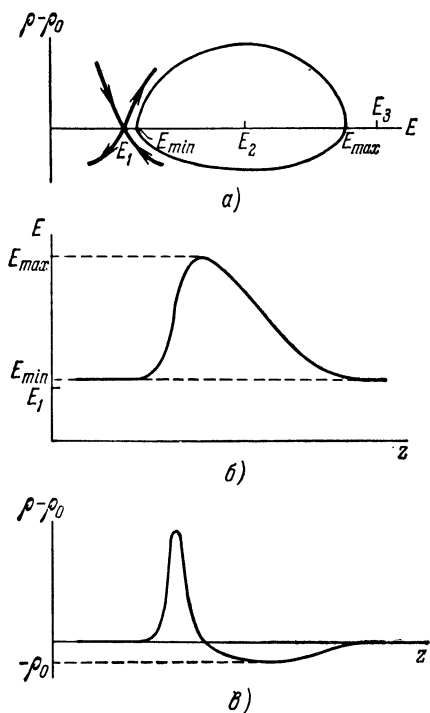 ρ-ρ₀
E₁ Emin E₂ Emax E₃ E
а)
E
Emax
Emin
E₁
z
б)
ρ-ρ₀
z
-ρ₀
в)